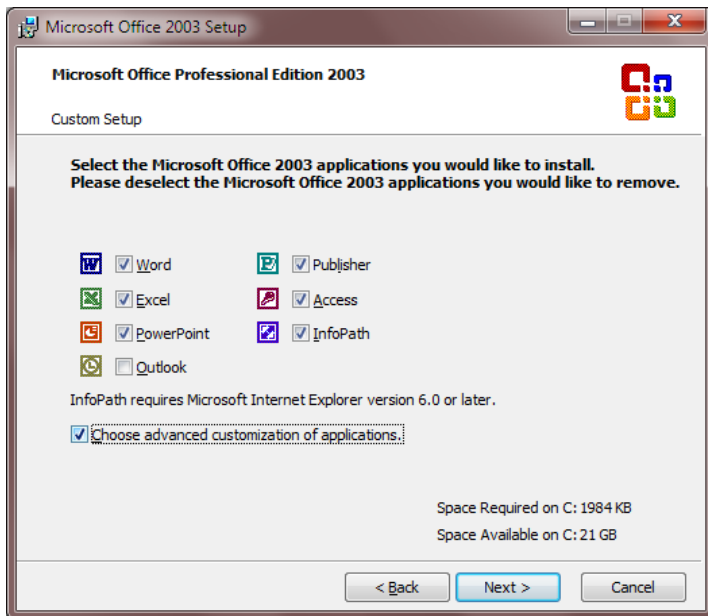 Microsoft Office 2003 Setup
Microsoft Office Professional Edition 2003
Custom Setup
Select the Microsoft Office 2003 applications you would like to install.
Please deselect the Microsoft Office 2003 applications you would like to remove.
Word
Publisher
Excel
Access
PowerPoint
InfoPath
Outlook
InfoPath requires Microsoft Internet Explorer version 6.0 or later.
Choose advanced customization of applications.
Space Required on C: 1984 KB
Space Available on C: 21 GB
< Back
Next >
Cancel